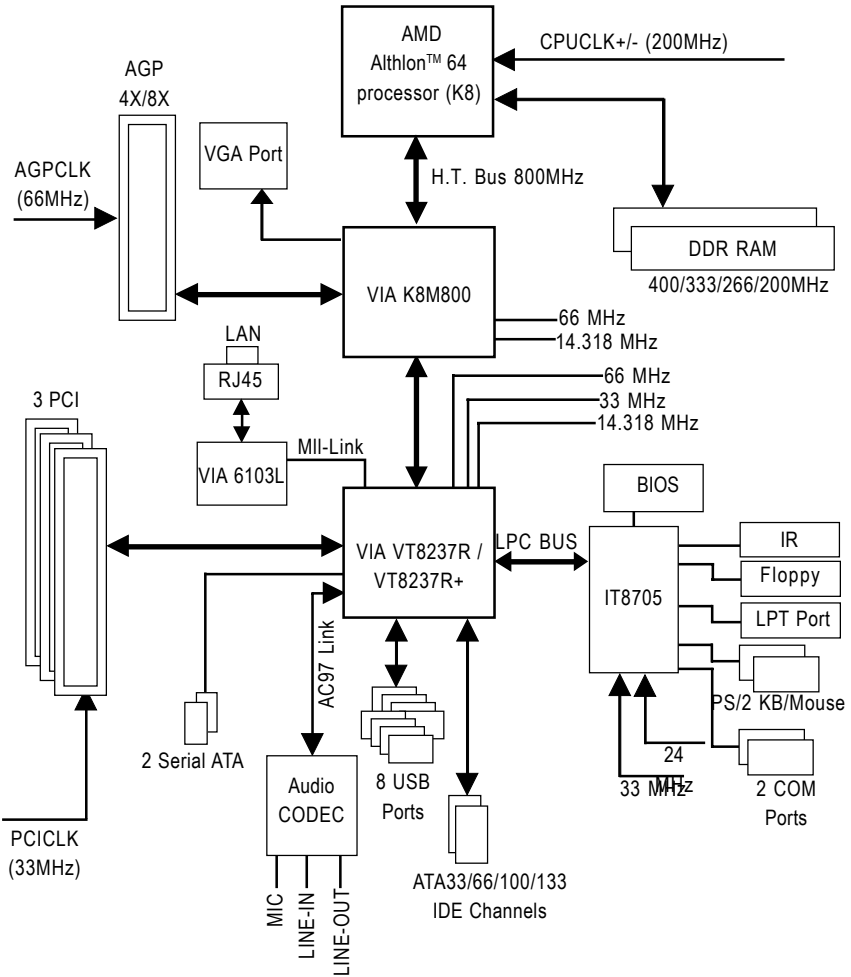 AMD
Althlon™ 64
processor (K8)
CPUCLK+/- (200MHz)
AGP
4X/8X
VGA Port
AGPCLK
(66MHz)
H.T. Bus 800MHz
DDR RAM
400/333/266/200MHz
VIA K8M800
66 MHz
14.318 MHz
LAN
RJ45
66 MHz
33 MHz
14.318 MHz
3 PCI
MII-Link
VIA 6103L
BIOS
VIA VT8237R /
VT8237R+
LPC BUS
IT8705
IR
Floppy
LPT Port
PS/2 KB/Mouse
AC97 Link
2 Serial ATA
24
MHz
33 MHz
Audio
CODEC
8 USB
Ports
2 COM
Ports
PCICLK
(33MHz)
ATA33/66/100/133
IDE Channels
MIC
LINE-IN
LINE-OUT